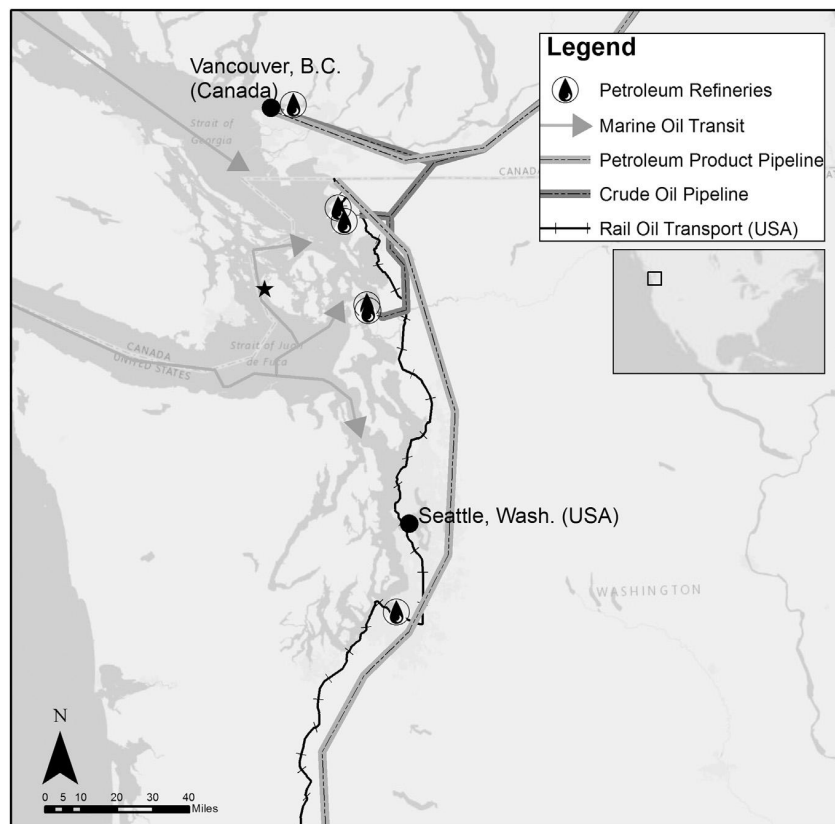 Legend
Petroleum Refineries
Marine Oil Transit
Petroleum Product Pipeline
Crude Oil Pipeline
Rail Oil Transport (USA)
Vancouver, B.C.
(Canada)
Strait of
Georgia
CANAD
AT
CANADA
UNITED STATES
Strait of Juan
de Fuca
Seattle, Wash. (USA)
WASHINGTON
N
0 5 10 20 30 40
Miles